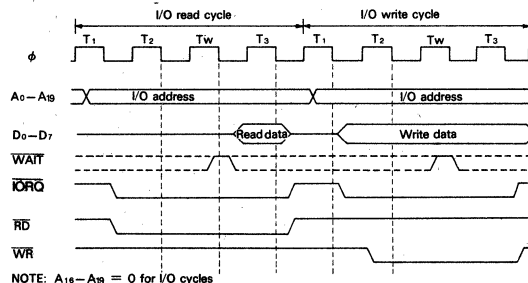 I/O read cycle I/O write cycle
T1 T2 TW T3 T1 T2 TW T3
φ
A0–A19 I/O address I/O address
D0–D7 Read data Write data
WAIT
IORQ
RD
WR
NOTE: A16–A19 = 0 for I/O cycles